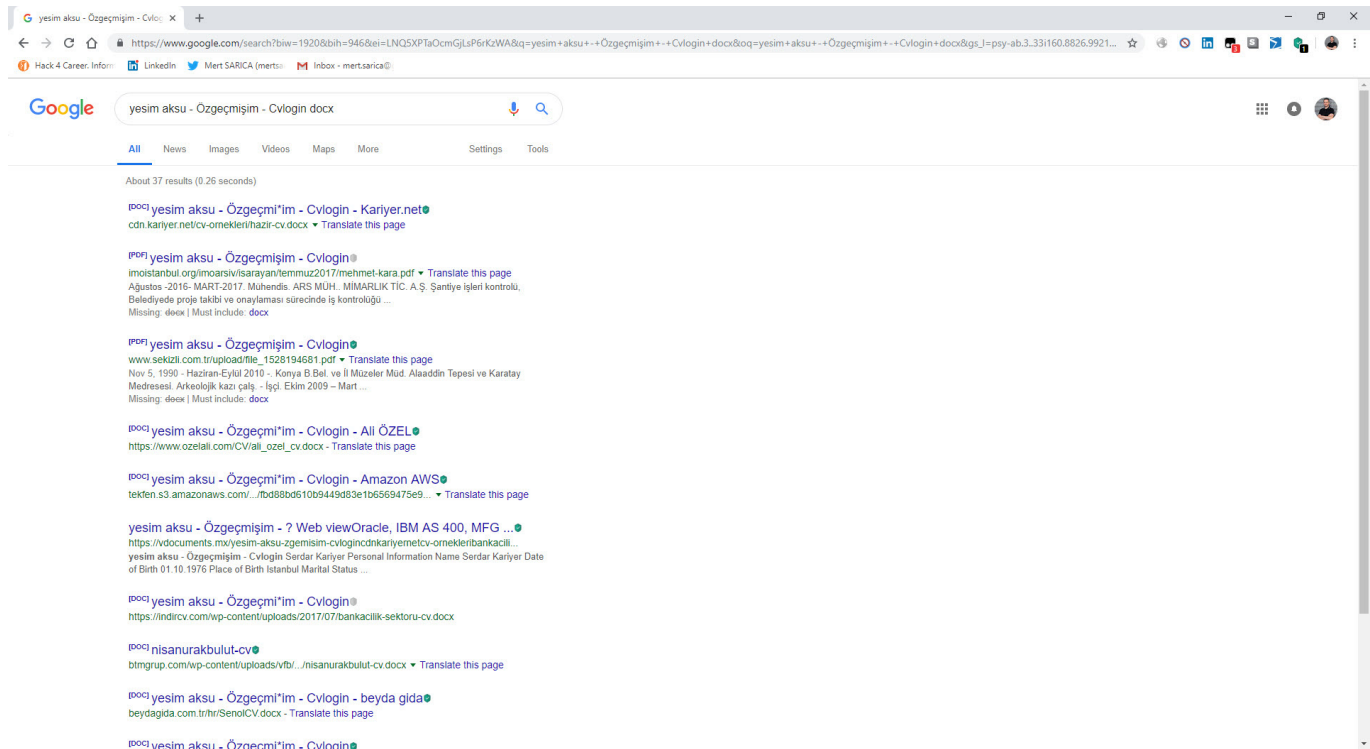 yesim aksu - Özgeçmişim - Cvlog
https://www.google.com/search?biw=1920&bih=946&ei=LNQ5XPTaOcmGjLsP6rKzWA&q=yesim+aksu+-+Özgeçmişim+-+Cvlogin+docx&oq=yesim+aksu+-+Özgeçmişim+-+Cvlogin+docx&gs_l=psy-ab.3..33i160.8826.9921...
Hack 4 Career. Inform LinkedIn Mert SARICA (mertsa Inbox - mert.sarica@
Google
yesim aksu - Özgeçmişim - Cvlogin docx
All News Images Videos Maps More Settings Tools
About 37 results (0.26 seconds)
[DOC] yesim aksu - Özgeçmi*im - Cvlogin - Kariyer.net
cdn.kariyer.net/cv-ornekleri/hazir-cv.docx ▾ Translate this page
[PDF] yesim aksu - Özgeçmişim - Cvlogin
imoistanbul.org/imoarsiv/isarayan/temmuz2017/mehmet-kara.pdf ▾ Translate this page
Ağustos -2016- MART-2017. Mühendis. ARS MÜH.. MİMARLIK TİC. A.Ş. Şantiye işleri kontrolü,
Belediyede proje takibi ve onaylaması sürecinde iş kontrolüğü ...
Missing: docx | Must include: docx
[PDF] yesim aksu - Özgeçmişim - Cvlogin
www.sekizli.com.tr/upload/file_1528194681.pdf ▾ Translate this page
Nov 5, 1990 - Haziran-Eylül 2010 -. Konya B.Bel. ve İl Müzeler Müd. Alaaddin Tepesi ve Karatay
Medresesi. Arkeolojik kazı çalş. - İşçi. Ekim 2009 – Mart ...
Missing: docx | Must include: docx
[DOC] yesim aksu - Özgeçmi*im - Cvlogin - Ali ÖZEL
https://www.ozelali.com/CV/ali_ozel_cv.docx - Translate this page
[DOC] yesim aksu - Özgeçmi*im - Cvlogin - Amazon AWS
tekfen.s3.amazonaws.com/.../fbd88bd610b9449d83e1b6569475e9... ▾ Translate this page
yesim aksu - Özgeçmişim - ? Web viewOracle, IBM AS 400, MFG ...
https://vdocuments.mx/yesim-aksu-zgemisim-cvlogincdnkariyernetcv-ornekleribankacili...
yesim aksu - Özgeçmişim - Cvlogin Serdar Kariyer Personal Information Name Serdar Kariyer Date
of Birth 01.10.1976 Place of Birth Istanbul Marital Status ...
[DOC] yesim aksu - Özgeçmi*im - Cvlogin
https://indircv.com/wp-content/uploads/2017/07/bankacilik-sektoru-cv.docx
[DOC] nisanurakbulut-cv
btmgrup.com/wp-content/uploads/vfb/.../nisanurakbulut-cv.docx ▾ Translate this page
[DOC] yesim aksu - Özgeçmi*im - Cvlogin - beyda gida
beydagida.com.tr/hr/SenolCV.docx - Translate this page
[DOC] yesim aksu - Özgeçmi*im - Cvlogin